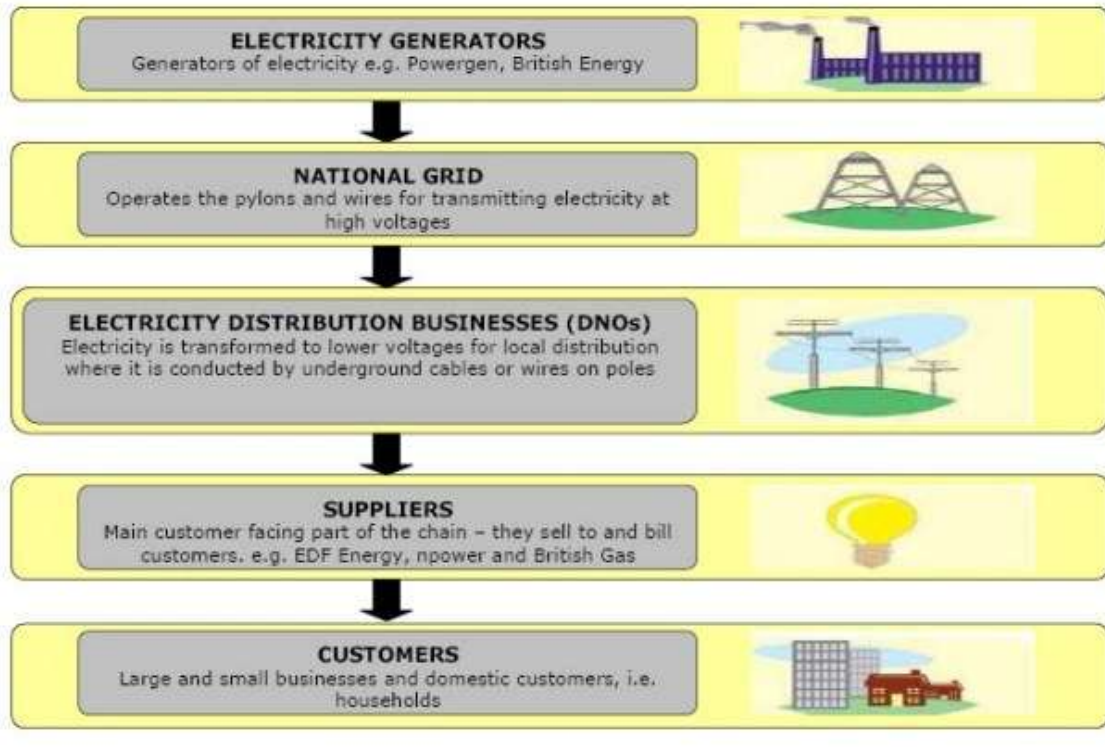 ELECTRICITY GENERATORS
Generators of electricity e.g. Powergen, British Energy
NATIONAL GRID
Operates the pylons and wires for transmitting electricity at
high voltages
ELECTRICITY DISTRIBUTION BUSINESSES (DNOs)
Electricity is transformed to lower voltages for local distribution
where it is conducted by underground cables or wires on poles
SUPPLIERS
Main customer facing part of the chain – they sell to and bill
customers. e.g. EDF Energy, npower and British Gas
CUSTOMERS
Large and small businesses and domestic customers, i.e.
households